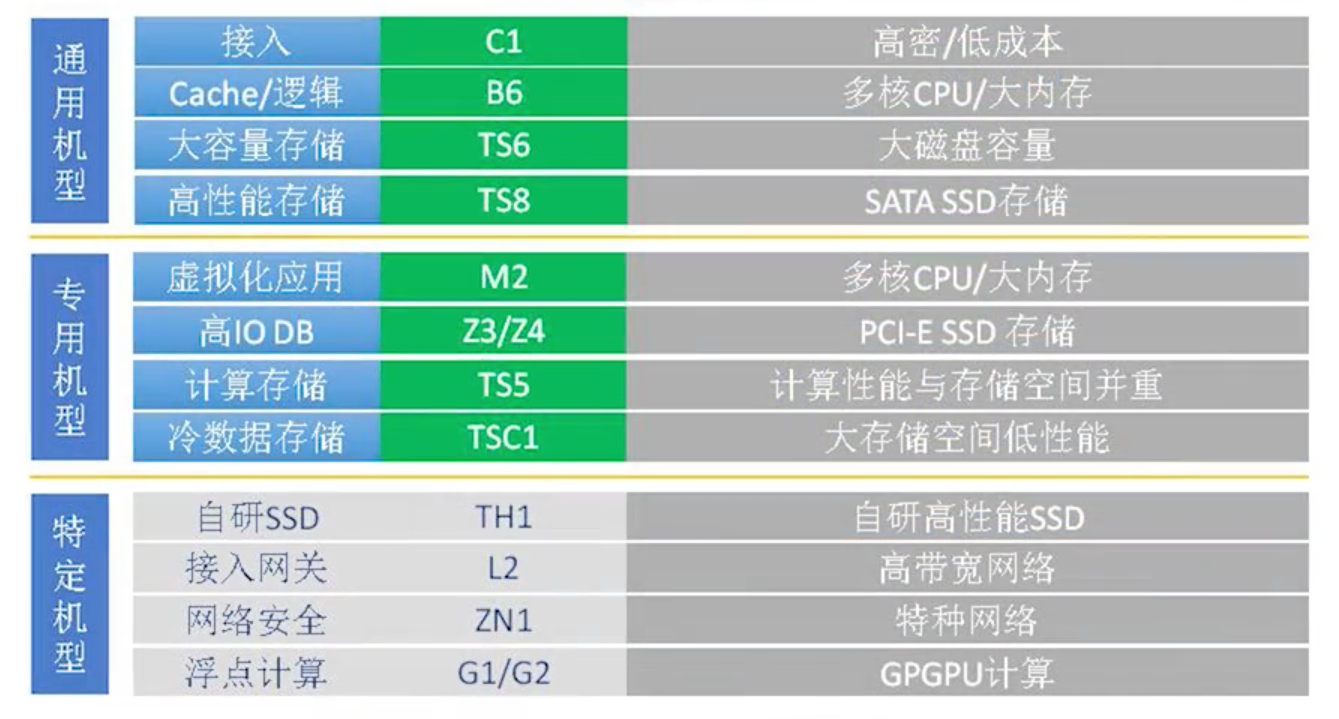 通用机型
接入 C1 高密/低成本
Cache/逻辑 B6 多核CPU/大内存
大容量存储 TS6 大磁盘容量
高性能存储 TS8 SATA SSD存储
专用机型
虚拟化应用 M2 多核CPU/大内存
高IO DB Z3/Z4 PCI-E SSD 存储
计算存储 TS5 计算性能与存储空间并重
冷数据存储 TSC1 大存储空间低性能
特定机型
自研SSD TH1 自研高性能SSD
接入网关 L2 高带宽网络
网络安全 ZN1 特种网络
浮点计算 G1/G2 GPGPU计算